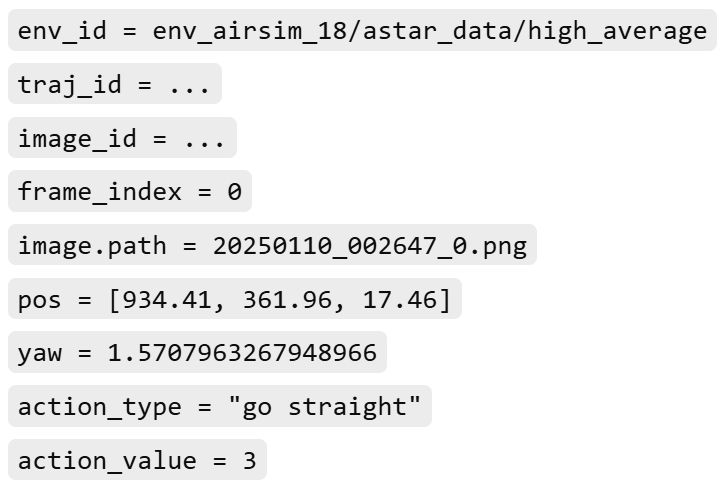 env_id = env_airsim_18/astar_data/high_average
traj_id = ...
image_id = ...
frame_index = 0
image.path = 20250110_002647_0.png
pos = [934.41, 361.96, 17.46]
yaw = 1.5707963267948966
action_type = "go straight"
action_value = 3